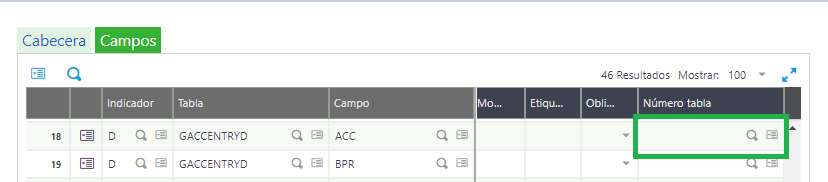 Cabecera Campos
46 Resultados Mostrar: 100
Indicador Tabla Campo Mo... Etiqu... Obli... Número tabla
18 D GACCENTRYD ACC
19 D GACCENTRYD BPR